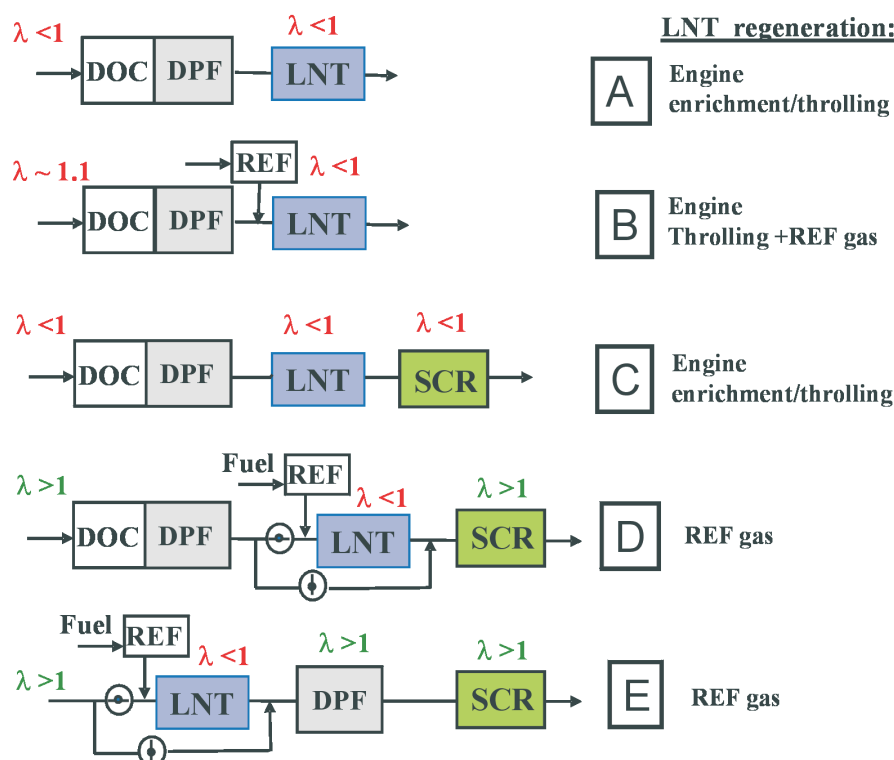 LNT regeneration:
λ <1
λ <1
DOC DPF LNT
A
Engine
enrichment/throlling
λ ~ 1.1
REF
λ <1
DOC DPF LNT
B
Engine
Throlling +REF gas
λ <1
λ <1
λ <1
DOC DPF LNT SCR
C
Engine
enrichment/throlling
λ >1
Fuel
REF
λ <1
λ >1
DOC DPF LNT SCR
D
REF gas
Fuel
REF
λ >1
λ <1
λ >1
λ >1
LNT DPF SCR
E
REF gas